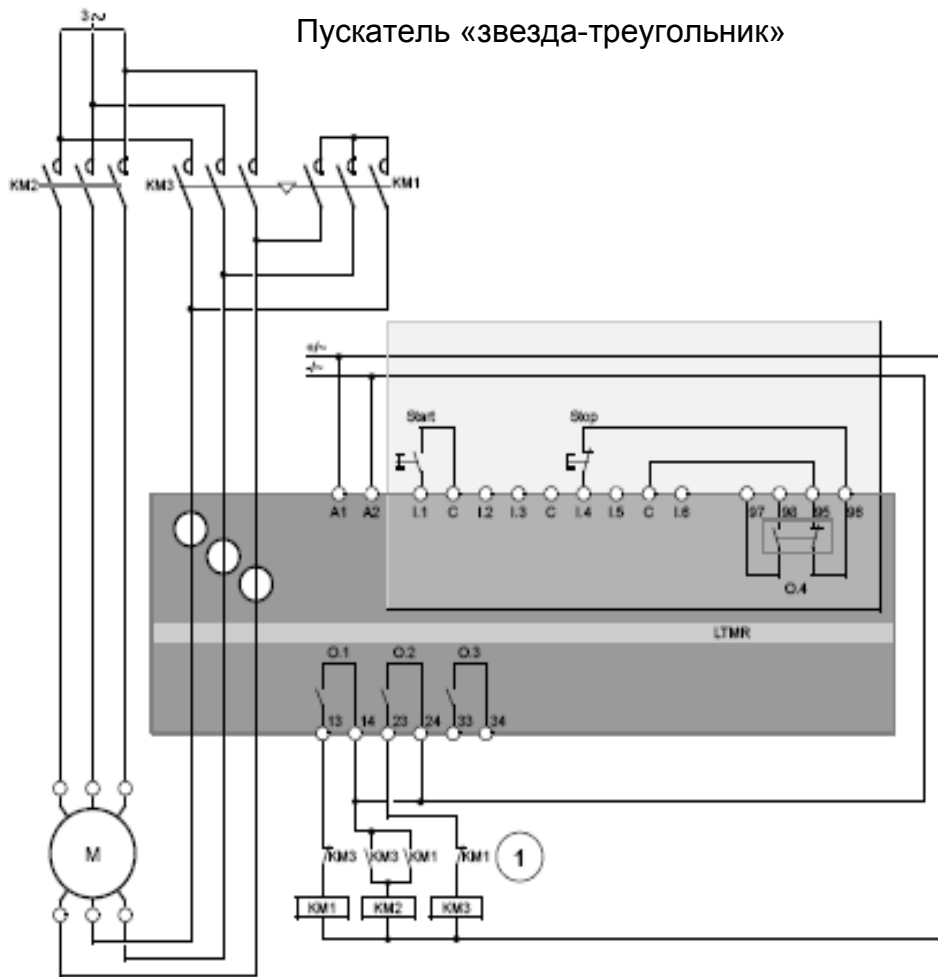 3~
Пускатель «звезда-треугольник»
KM2
KM3
KM1
+/~
-/~
Start
Stop
A1 A2 I.1 C I.2 I.3 C I.4 I.5 C I.6 97 98 95 96
O.4
LTMR
O.1 O.2 O.3
13 14 23 24 33 34
M
KM3 KM3 KM1 KM1 1
KM1 KM2 KM3